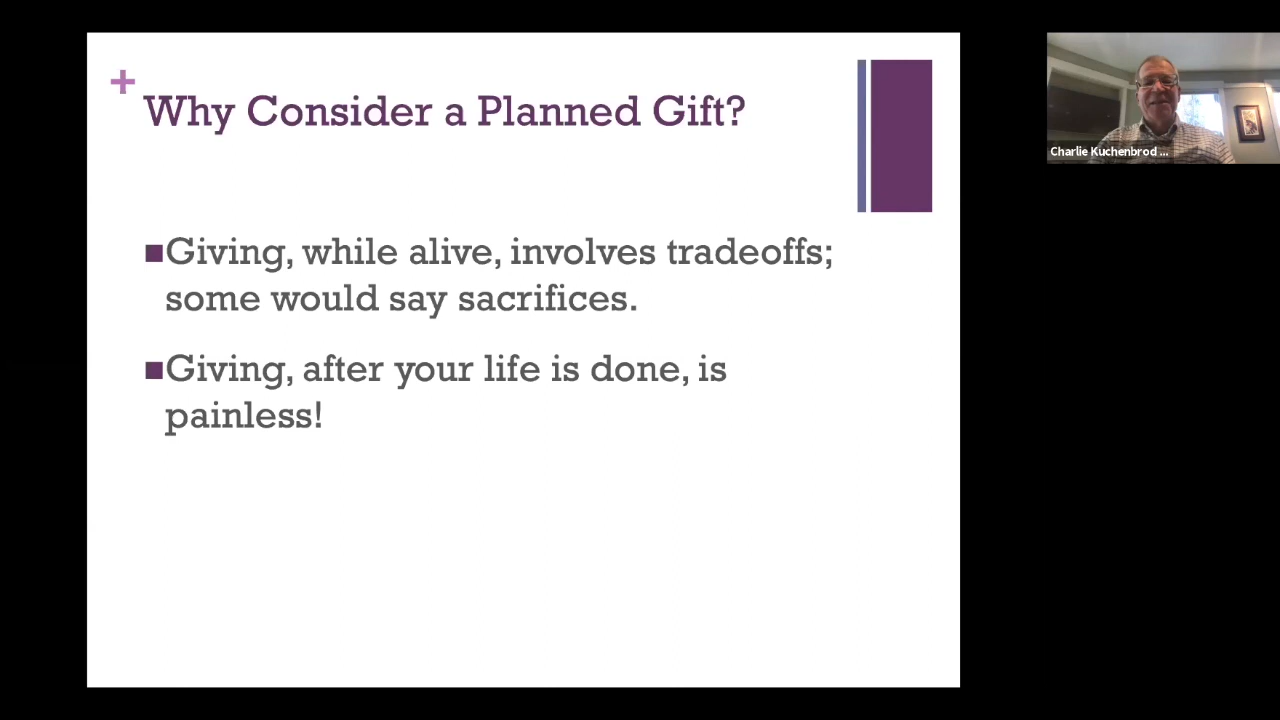 +
Why Consider a Planned Gift?
Giving, while alive, involves tradeoffs;
some would say sacrifices.
Giving, after your life is done, is
painless!
Charlie Kuchenbrod ...